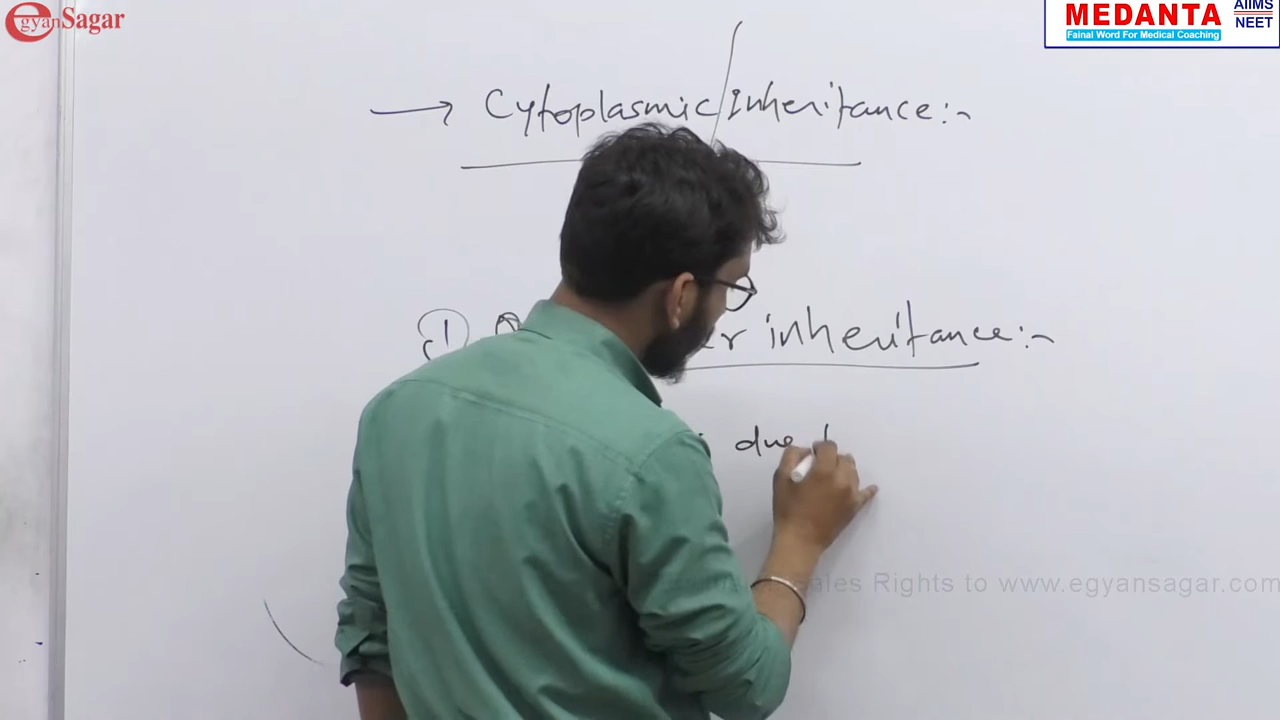 egyanSagar
MEDANTA AIIMS NEET
Fainal Word For Medical Coaching
→ Cytoplasmic/Inheritance:-
① inheritance:-
due
Rights to www.egyansagar.com